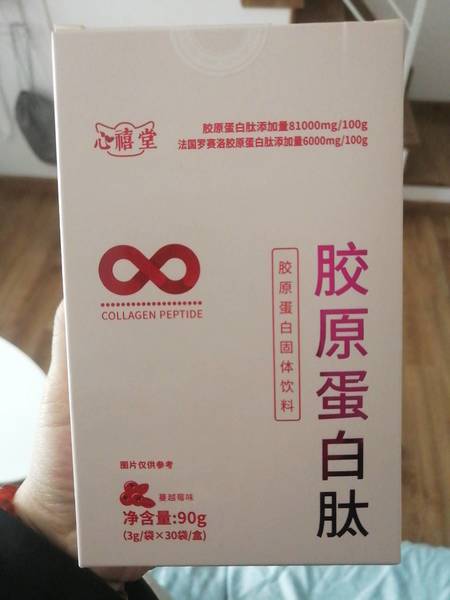 心禧堂
胶原蛋白肽添加量81000mg/100g
法国罗赛洛胶原蛋白肽添加量6000mg/100g
COLLAGEN PEPTIDE
胶原蛋白固体饮料
胶原蛋白肽
图片仅供参考
蔓越莓味
净含量:90g
(3g/袋×30袋/盒)